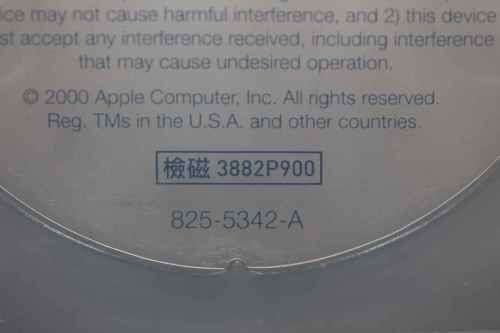 ice may not cause harmful interference, and 2) this device
st accept any interference received, including interference
that may cause undesired operation.
© 2000 Apple Computer, Inc. All rights reserved.
Reg. TMs in the U.S.A. and other countries.
檢磁 3882P900
825-5342-A